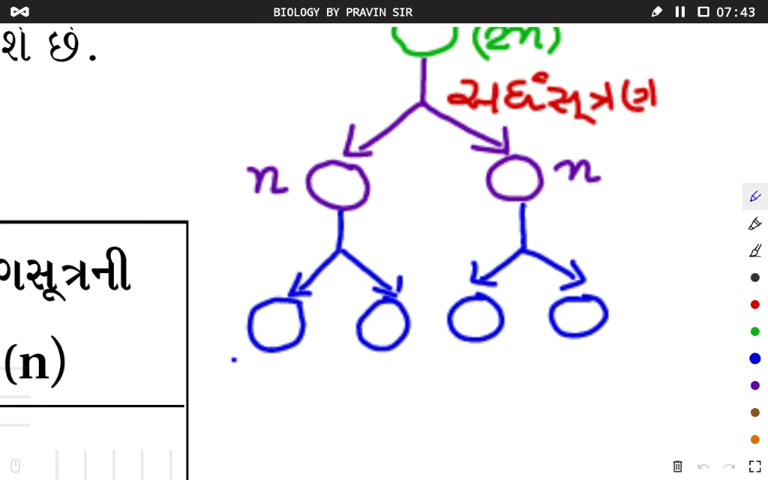 BIOLOGY BY PRAVIN SIR
07:43
શે છે.
(2n)
અર્ધસૂત્રણ
n n
ગસૂત્રની
(n)